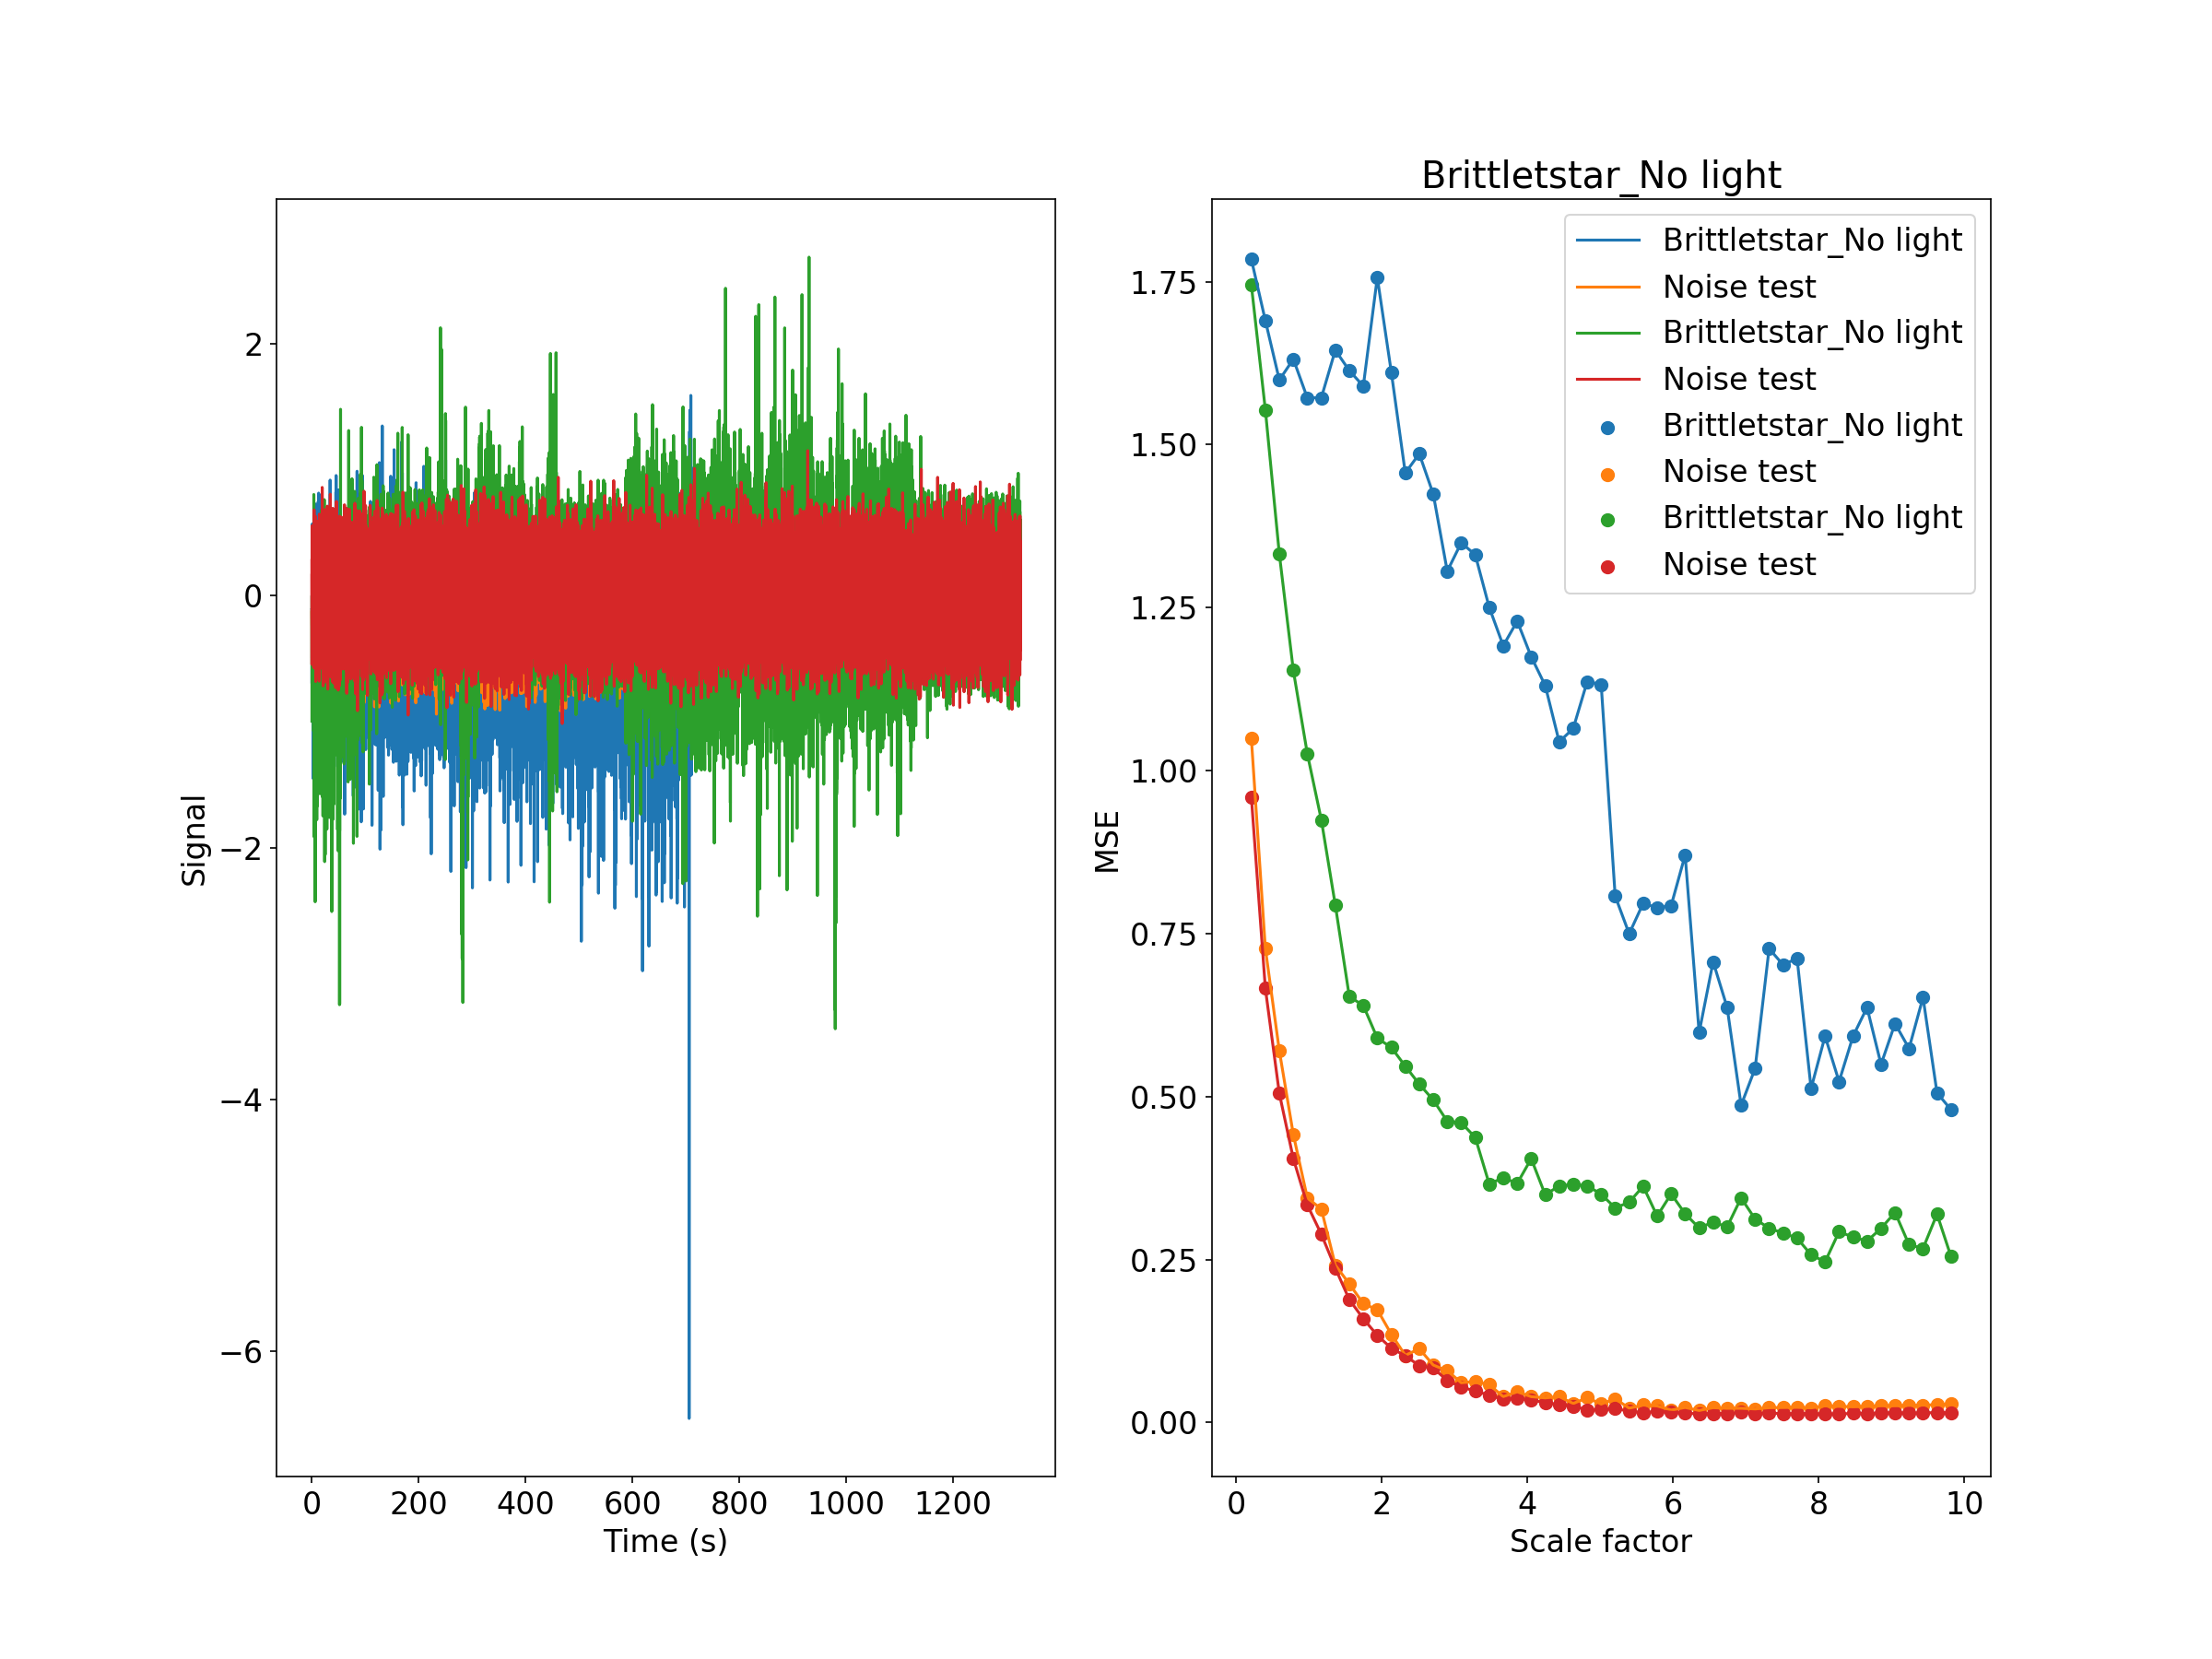 Brittletstar_No light
Brittletstar_No light
Noise test
Brittletstar_No light
Noise test
Brittletstar_No light
Noise test
Brittletstar_No light
Noise test
Signal
2
0
−2
−4
−6
0 200 400 600 800 1000 1200
Time (s)
MSE
1.75
1.50
1.25
1.00
0.75
0.50
0.25
0.00
0 2 4 6 8 10
Scale factor